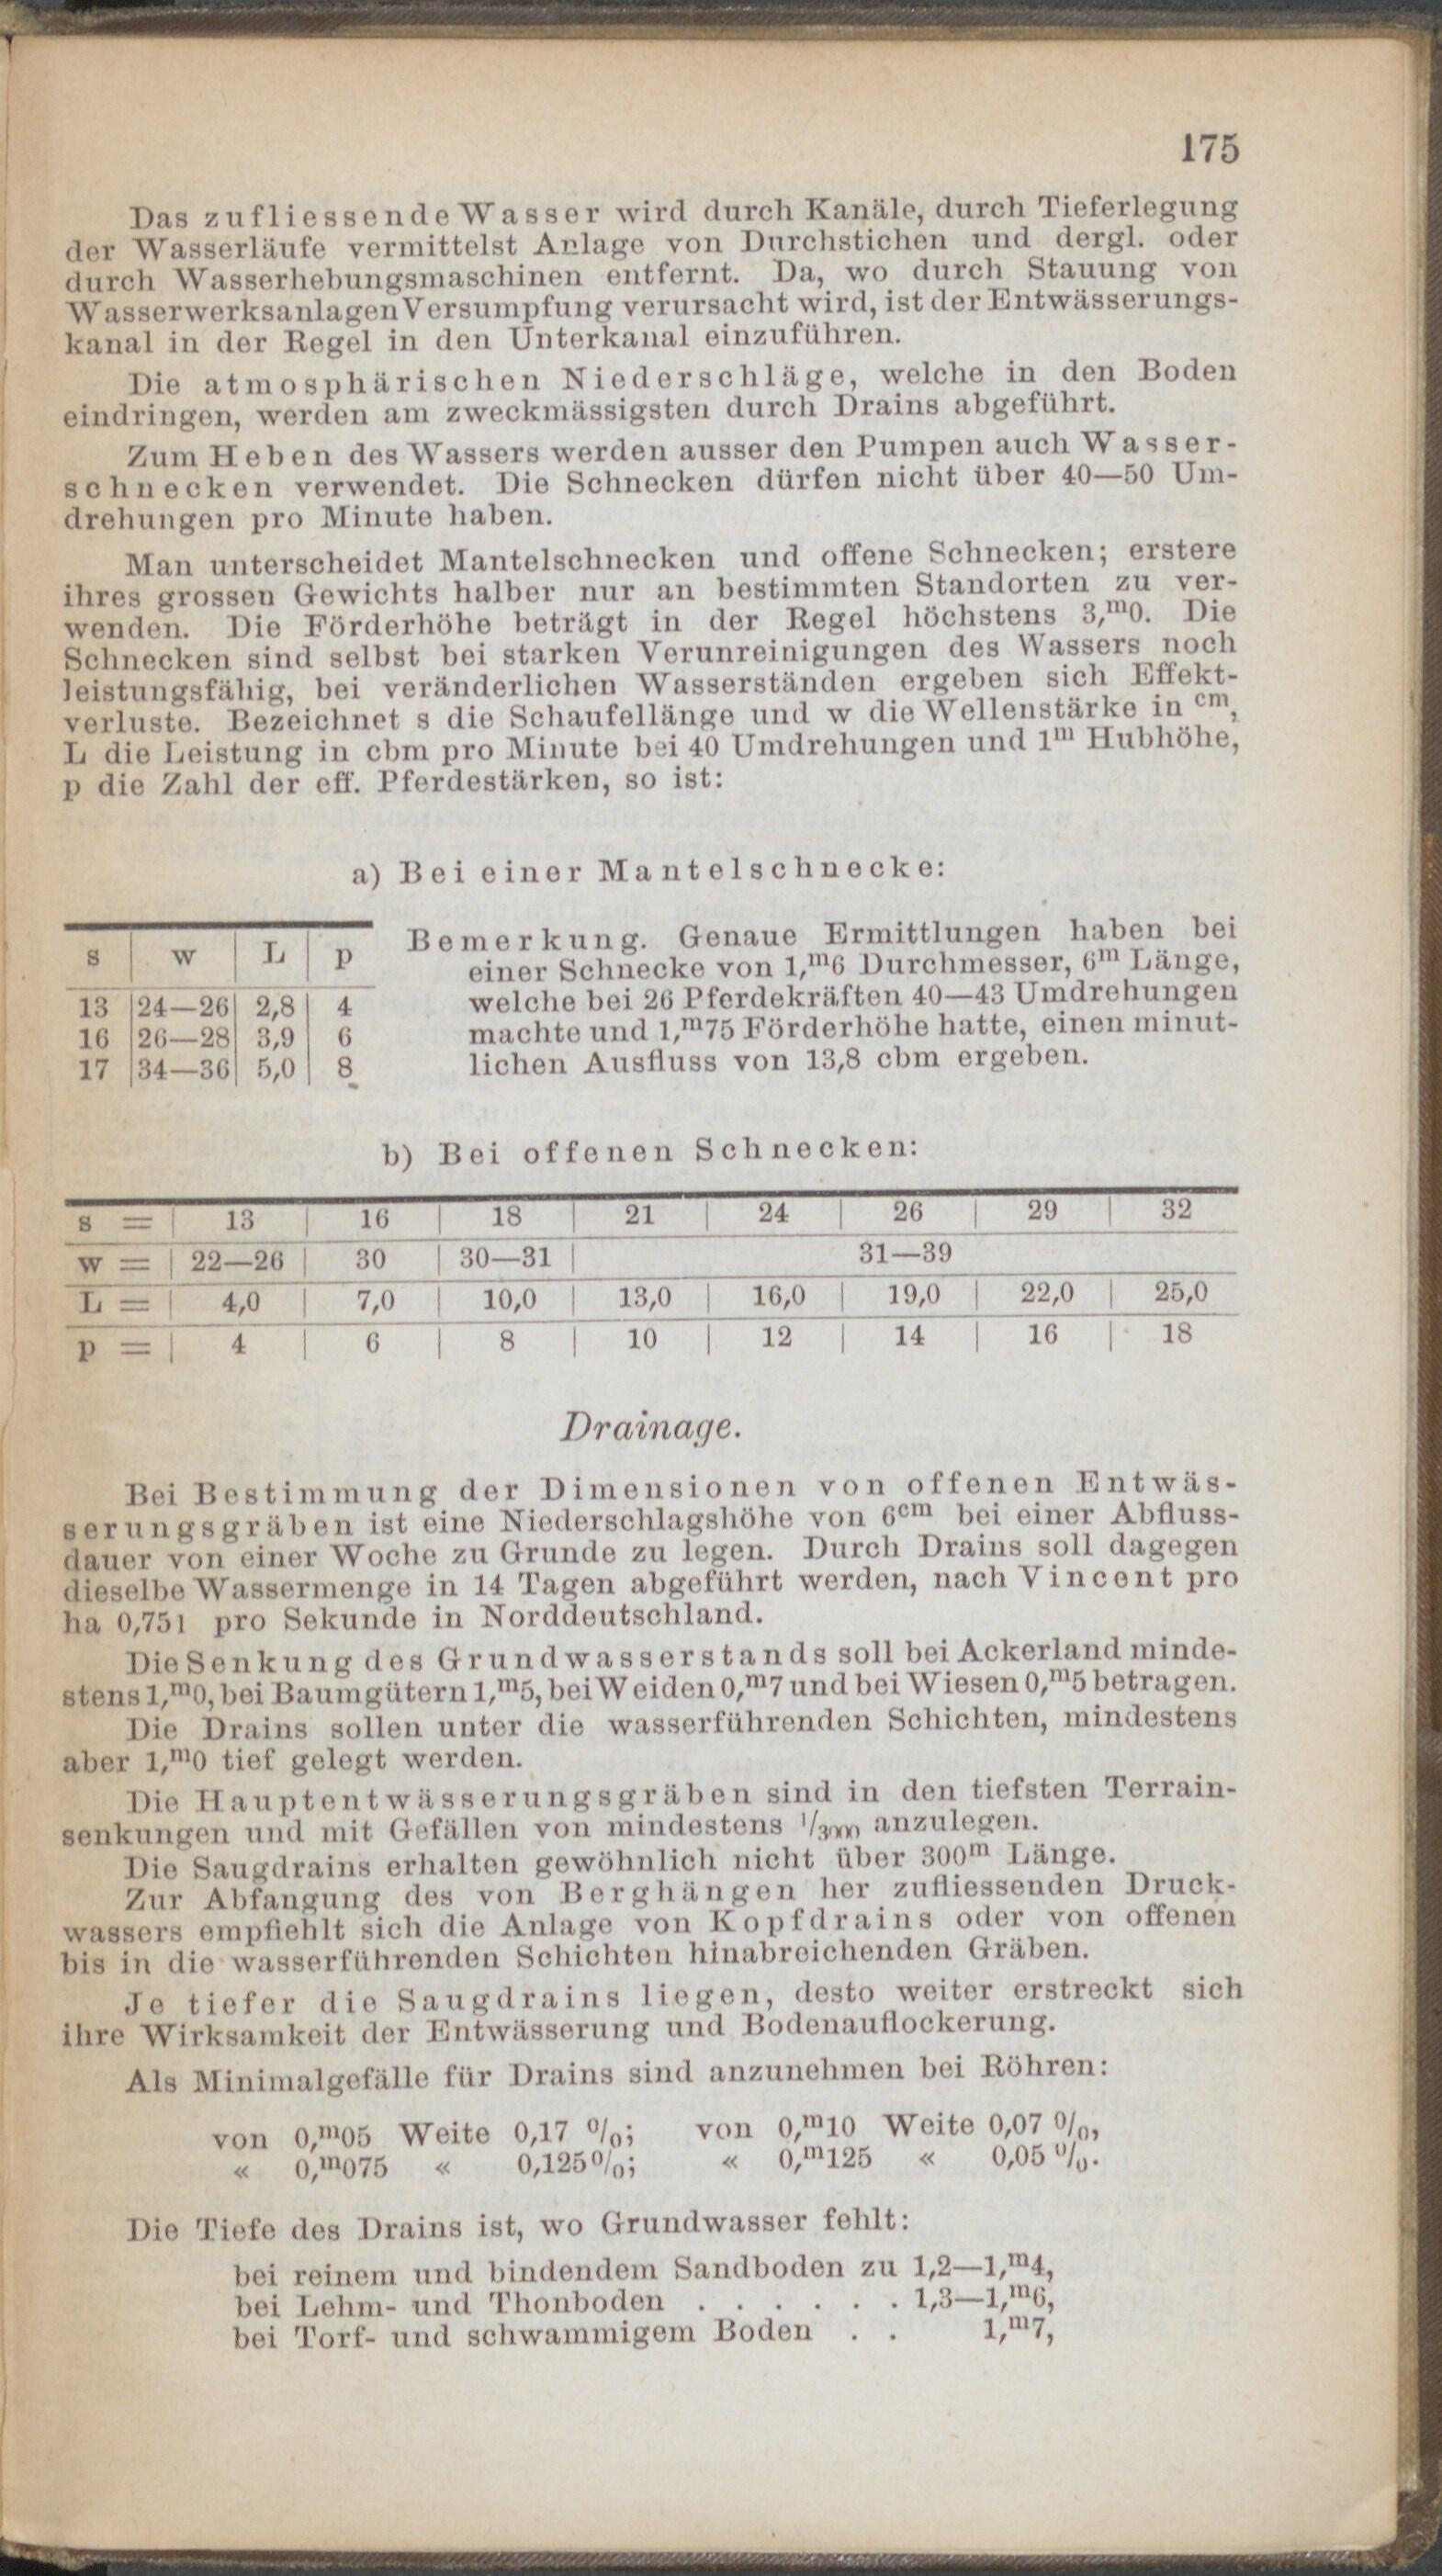 175
Das zufliessende Wasser wird durch Kanäle, durch Tieferlegung
der Wasserläufe vermittelst Anlage von Durchstichen und dergl. oder
durch Wasserhebungsmaschinen entfernt. Da, wo durch Stauung von
Wasserwerksanlagen Versumpfung verursacht wird, ist der Entwässerungs-
kanal in der Regel in den Unterkanal einzuführen.
Die atmosphärischen Niederschläge, welche in den Boden
eindringen, werden am zweckmässigsten durch Drains abgeführt.
Zum Heben des Wassers werden ausser den Pumpen auch Wasser-
schnecken verwendet. Die Schnecken dürfen nicht über 40—50 Um-
drehungen pro Minute haben.
Man unterscheidet Mantelschnecken und offene Schnecken; erstere
ihres grossen Gewichts halber nur an bestimmten Standorten zu ver-
wenden. Die Förderhöhe beträgt in der Regel höchstens 3,ᵐ0. Die
Schnecken sind selbst bei starken Verunreinigungen des Wassers noch
leistungsfähig, bei veränderlichen Wasserständen ergeben sich Effekt-
verluste. Bezeichnet s die Schaufellänge und w die Wellenstärke in ᶜᵐ,
L die Leistung in cbm pro Minute bei 40 Umdrehungen und 1ᵐ Hubhöhe,
p die Zahl der eff. Pferdestärken, so ist:
a) Bei einer Mantelschnecke:
s | w | L | p
13 | 24—26 | 2,8 | 4
16 | 26—28 | 3,9 | 6
17 | 34—36 | 5,0 | 8
Bemerkung. Genaue Ermittlungen haben bei
einer Schnecke von 1,ᵐ6 Durchmesser, 6ᵐ Länge,
welche bei 26 Pferdekräften 40—43 Umdrehungen
machte und 1,ᵐ75 Förderhöhe hatte, einen minut-
lichen Ausfluss von 13,8 cbm ergeben.
b) Bei offenen Schnecken:
s = | 13 | 16 | 18 | 21 | 24 | 26 | 29 | 32
w = | 22—26 | 30 | 30—31 | 31—39
L = | 4,0 | 7,0 | 10,0 | 13,0 | 16,0 | 19,0 | 22,0 | 25,0
p = | 4 | 6 | 8 | 10 | 12 | 14 | 16 | 18
Drainage.
Bei Bestimmung der Dimensionen von offenen Entwäs-
serungsgräben ist eine Niederschlagshöhe von 6ᶜᵐ bei einer Abfluss-
dauer von einer Woche zu Grunde zu legen. Durch Drains soll dagegen
dieselbe Wassermenge in 14 Tagen abgeführt werden, nach Vincent pro
ha 0,75l pro Sekunde in Norddeutschland.
Die Senkung des Grundwasserstands soll bei Ackerland minde-
stens 1,ᵐ0, bei Baumgütern 1,ᵐ5, bei Weiden 0,ᵐ7 und bei Wiesen 0,ᵐ5 betragen.
Die Drains sollen unter die wasserführenden Schichten, mindestens
aber 1,ᵐ0 tief gelegt werden.
Die Hauptentwässerungsgräben sind in den tiefsten Terrain-
senkungen und mit Gefällen von mindestens ¹/₃₀₀₀ anzulegen.
Die Saugdrains erhalten gewöhnlich nicht über 300ᵐ Länge.
Zur Abfangung des von Berghängen her zufliessenden Druck-
wassers empfiehlt sich die Anlage von Kopfdrains oder von offenen
bis in die wasserführenden Schichten hinabreichenden Gräben.
Je tiefer die Saugdrains liegen, desto weiter erstreckt sich
ihre Wirksamkeit der Entwässerung und Bodenauflockerung.
Als Minimalgefälle für Drains sind anzunehmen bei Röhren:
von 0,ᵐ05 Weite 0,17 %; von 0,ᵐ10 Weite 0,07 %,
« 0,ᵐ075 « 0,125%; « 0,ᵐ125 « 0,05 %.
Die Tiefe des Drains ist, wo Grundwasser fehlt:
bei reinem und bindendem Sandboden zu 1,2—1,ᵐ4,
bei Lehm- und Thonboden . . . . . . 1,3—1,ᵐ6,
bei Torf- und schwammigem Boden . . 1,ᵐ7,